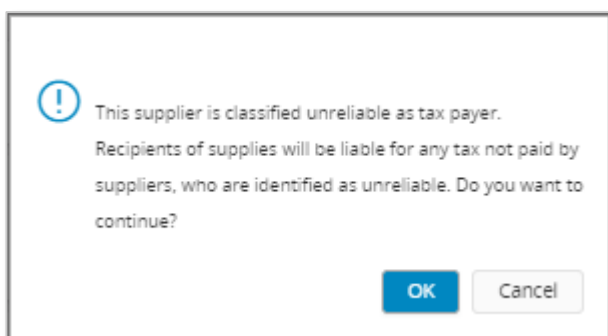 This supplier is classified unreliable as tax payer.
Recipients of supplies will be liable for any tax not paid by
suppliers, who are identified as unreliable. Do you want to
continue?
OK Cancel